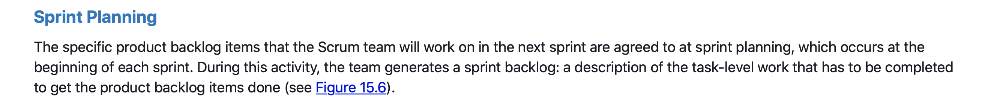 Sprint Planning
The specific product backlog items that the Scrum team will work on in the next sprint are agreed to at sprint planning, which occurs at the
beginning of each sprint. During this activity, the team generates a sprint backlog: a description of the task-level work that has to be completed
to get the product backlog items done (see Figure 15.6).